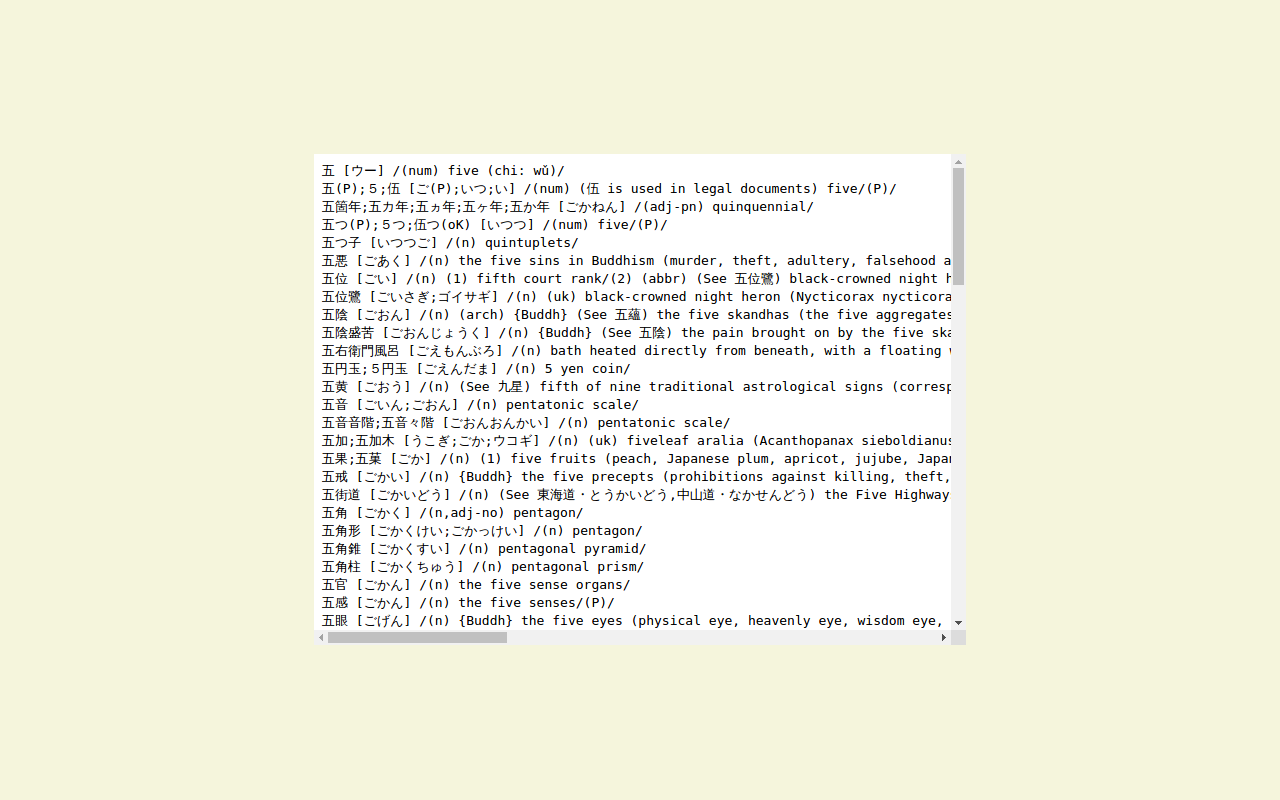 五 [ウー] /(num) five (chi: wǔ)/
五(P);５;伍 [ご(P);いつ;い] /(num) (伍 is used in legal documents) five/(P)/
五箇年;五カ年;五ヵ年;五ヶ年;五か年 [ごかねん] /(adj-pn) quinquennial/
五つ(P);５つ;伍つ(oK) [いつつ] /(num) five/(P)/
五つ子 [いつつご] /(n) quintuplets/
五悪 [ごあく] /(n) the five sins in Buddhism (murder, theft, adultery, falsehood a
五位 [ごい] /(n) (1) fifth court rank/(2) (abbr) (See 五位鷺) black-crowned night
五位鷺 [ごいさぎ;ゴイサギ] /(n) (uk) black-crowned night heron (Nycticorax nycticora
五陰 [ごおん] /(n) (arch) {Buddh} (See 五蘊) the five skandhas (the five aggregates
五陰盛苦 [ごおんじょうく] /(n) {Buddh} (See 五陰) the pain brought on by the five ska
五右衛門風呂 [ごえもんぶろ] /(n) bath heated directly from beneath, with a floating
五円玉;５円玉 [ごえんだま] /(n) 5 yen coin/
五黄 [ごおう] /(n) (See 九星) fifth of nine traditional astrological signs (corresp
五音 [ごいん;ごおん] /(n) pentatonic scale/
五音音階;五音々階 [ごおんおんかい] /(n) pentatonic scale/
五加;五加木 [うこぎ;ごか;ウコギ] /(n) (uk) fiveleaf aralia (Acanthopanax sieboldianus
五果;五菓 [ごか] /(n) (1) five fruits (peach, Japanese plum, apricot, jujube, Japan
五戒 [ごかい] /(n) {Buddh} the five precepts (prohibitions against killing, theft,
五街道 [ごかいどう] /(n) (See 東海道・とうかいどう,中山道・なかせんどう) the Five Highway
五角 [ごかく] /(n,adj-no) pentagon/
五角形 [ごかくけい;ごかっけい] /(n) pentagon/
五角錐 [ごかくすい] /(n) pentagonal pyramid/
五角柱 [ごかくちゅう] /(n) pentagonal prism/
五官 [ごかん] /(n) the five sense organs/
五感 [ごかん] /(n) the five senses/(P)/
五眼 [ごげん] /(n) {Buddh} the five eyes (physical eye, heavenly eye, wisdom eye,